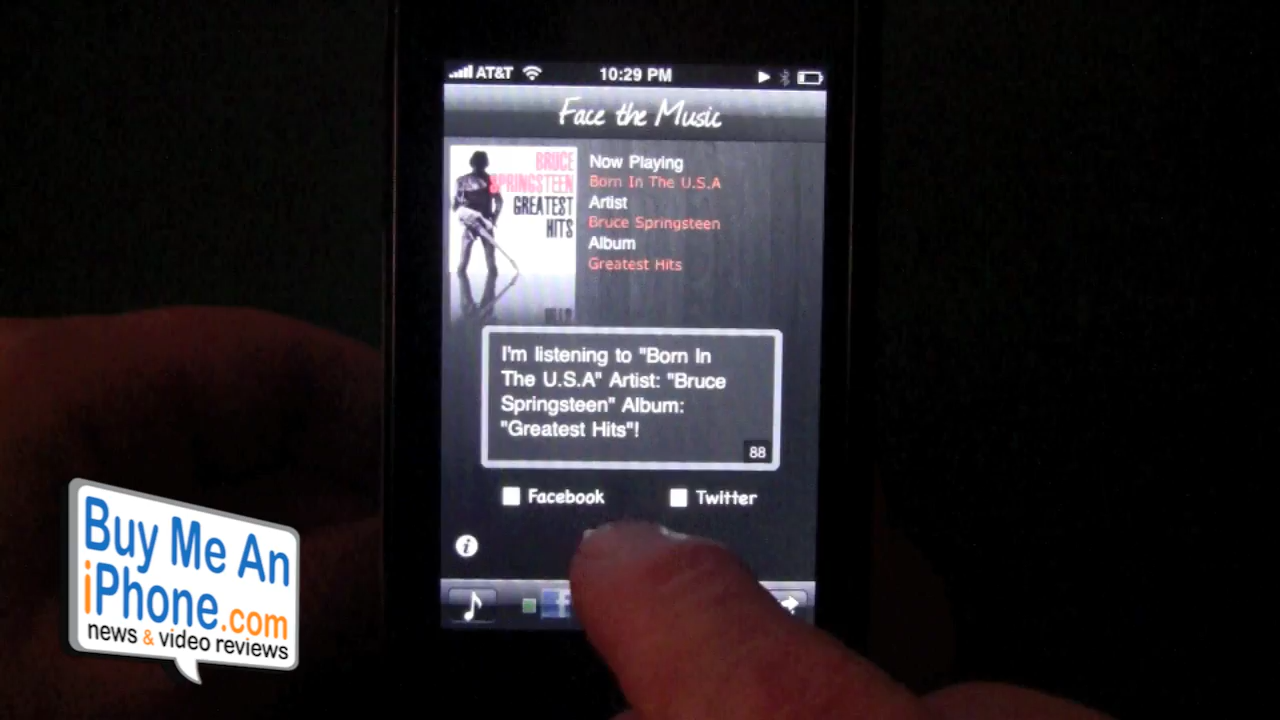 AT&T 10:29 PM
Face the Music
BRUCE
SPRINGSTEEN
GREATEST
HITS
Now Playing
Born In The U.S.A
Artist
Bruce Springsteen
Album
Greatest Hits
I'm listening to "Born In
The U.S.A" Artist: "Bruce
Springsteen" Album:
"Greatest Hits"!
88
Facebook Twitter
i
f
Buy Me An
iPhone.com
news & video reviews